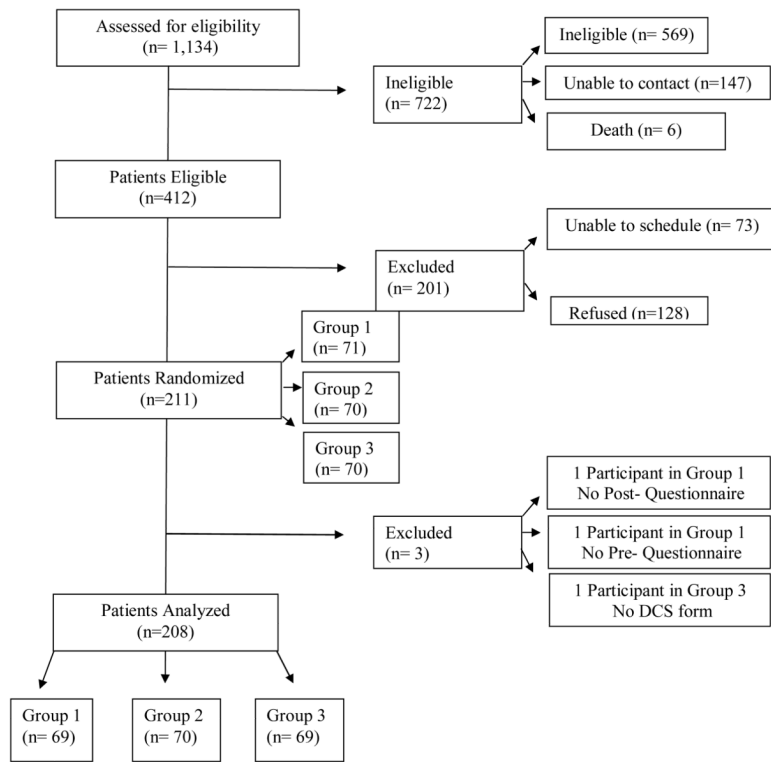 Assessed for eligibility
(n= 1,134)
Ineligible
(n= 722)
Ineligible (n= 569)
Unable to contact (n=147)
Death (n= 6)
Patients Eligible
(n=412)
Excluded
(n= 201)
Unable to schedule (n= 73)
Refused (n=128)
Patients Randomized
(n=211)
Group 1
(n= 71)
Group 2
(n= 70)
Group 3
(n= 70)
Excluded
(n= 3)
1 Participant in Group 1
No Post- Questionnaire
1 Participant in Group 1
No Pre- Questionnaire
1 Participant in Group 3
No DCS form
Patients Analyzed
(n=208)
Group 1
(n= 69)
Group 2
(n= 70)
Group 3
(n= 69)